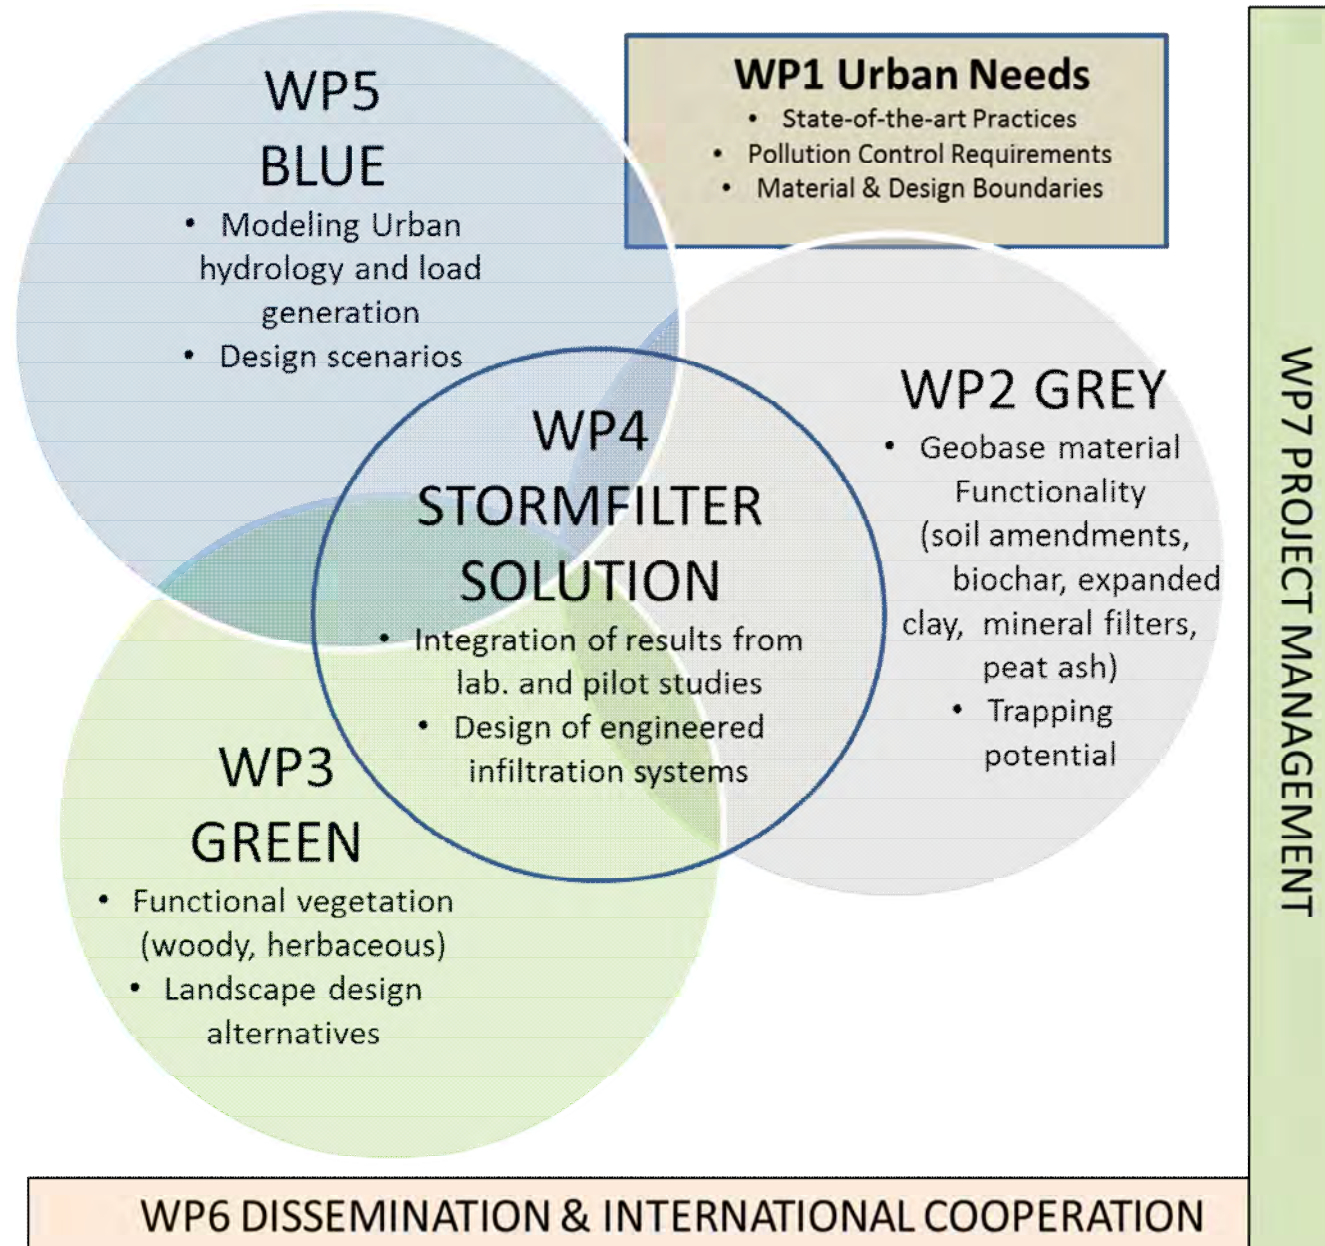 WP5
BLUE
• Modeling Urban
hydrology and load
generation
• Design scenarios
WP1 Urban Needs
• State-of-the-art Practices
• Pollution Control Requirements
• Material & Design Boundaries
WP2 GREY
• Geobase material
Functionality
(soil amendments,
biochar, expanded
clay, mineral filters,
peat ash)
• Trapping
potential
WP4
STORMFILTER
SOLUTION
• Integration of results from
lab. and pilot studies
• Design of engineered
infiltration systems
WP3
GREEN
• Functional vegetation
(woody, herbaceous)
• Landscape design
alternatives
WP7 PROJECT MANAGEMENT
WP6 DISSEMINATION & INTERNATIONAL COOPERATION